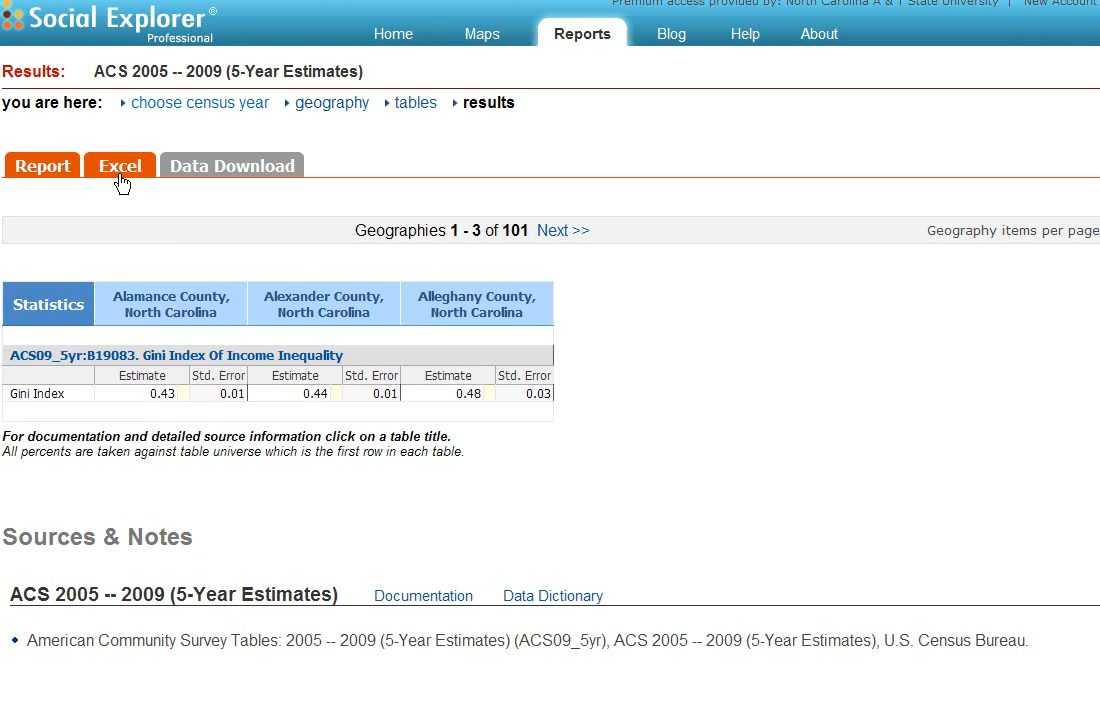 Premium access provided by: North Carolina A & T State University | New Account
Social Explorer®
Professional
Home Maps Reports Blog Help About
Results: ACS 2005 -- 2009 (5-Year Estimates)
you are here: choose census year geography tables results
Report Excel Data Download
Geographies 1 - 3 of 101 Next >> Geography items per page
Statistics Alamance County, North Carolina Alexander County, North Carolina Alleghany County, North Carolina
ACS09_5yr:B19083. Gini Index Of Income Inequality
Estimate Std. Error Estimate Std. Error Estimate Std. Error
Gini Index 0.43 0.01 0.44 0.01 0.48 0.03
For documentation and detailed source information click on a table title.
All percents are taken against table universe which is the first row in each table.
Sources & Notes
ACS 2005 -- 2009 (5-Year Estimates) Documentation Data Dictionary
American Community Survey Tables: 2005 -- 2009 (5-Year Estimates) (ACS09_5yr), ACS 2005 -- 2009 (5-Year Estimates), U.S. Census Bureau.